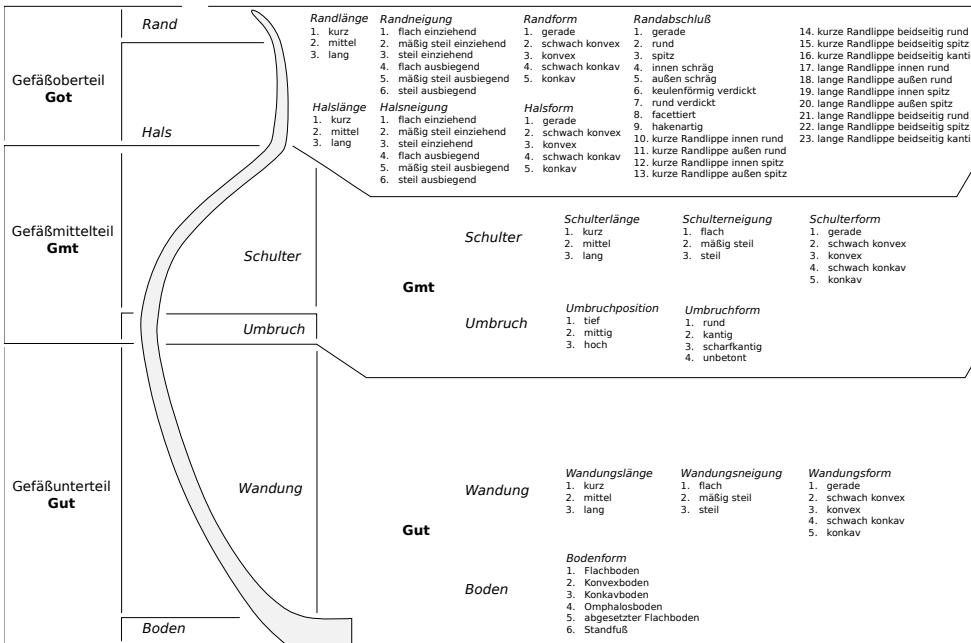 Rand
Gefäßoberteil
Got
Hals
Gefäßmittelteil
Gmt
Schulter
Umbruch
Gefäßunterteil
Gut
Wandung
Boden
Randlänge
1. kurz
2. mittel
3. lang
Randneigung
1. flach einziehend
2. mäßig steil einziehend
3. steil einziehend
4. flach ausbiegend
5. mäßig steil ausbiegend
6. steil ausbiegend
Randform
1. gerade
2. schwach konvex
3. konvex
4. schwach konkav
5. konkav
Randabschluß
1. gerade
2. rund
3. spitz
4. innen schräg
5. außen schräg
6. keulenförmig verdickt
7. rund verdickt
8. facettiert
9. hakenartig
10. kurze Randlippe innen rund
11. kurze Randlippe außen rund
12. kurze Randlippe innen spitz
13. kurze Randlippe außen spitz
14. kurze Randlippe beidseitig rund
15. kurze Randlippe beidseitig spitz
16. kurze Randlippe beidseitig kanti
17. lange Randlippe innen rund
18. lange Randlippe außen rund
19. lange Randlippe innen spitz
20. lange Randlippe außen spitz
21. lange Randlippe beidseitig rund
22. lange Randlippe beidseitig spitz
23. lange Randlippe beidseitig kanti
Halslänge
1. kurz
2. mittel
3. lang
Halsneigung
1. flach einziehend
2. mäßig steil einziehend
3. steil einziehend
4. flach ausbiegend
5. mäßig steil ausbiegend
6. steil ausbiegend
Halsform
1. gerade
2. schwach konvex
3. konvex
4. schwach konkav
5. konkav
Gmt
Schulter
Schulterlänge
1. kurz
2. mittel
3. lang
Schulterneigung
1. flach
2. mäßig steil
3. steil
Schulterform
1. gerade
2. schwach konvex
3. konvex
4. schwach konkav
5. konkav
Umbruch
Umbruchposition
1. tief
2. mittig
3. hoch
Umbruchform
1. rund
2. kantig
3. scharfkantig
4. unbetont
Gut
Wandung
Wandungslänge
1. kurz
2. mittel
3. lang
Wandungsneigung
1. flach
2. mäßig steil
3. steil
Wandungsform
1. gerade
2. schwach konvex
3. konvex
4. schwach konkav
5. konkav
Boden
Bodenform
1. Flachboden
2. Konvexboden
3. Konkavboden
4. Omphalosboden
5. abgesetzter Flachboden
6. Standfuß